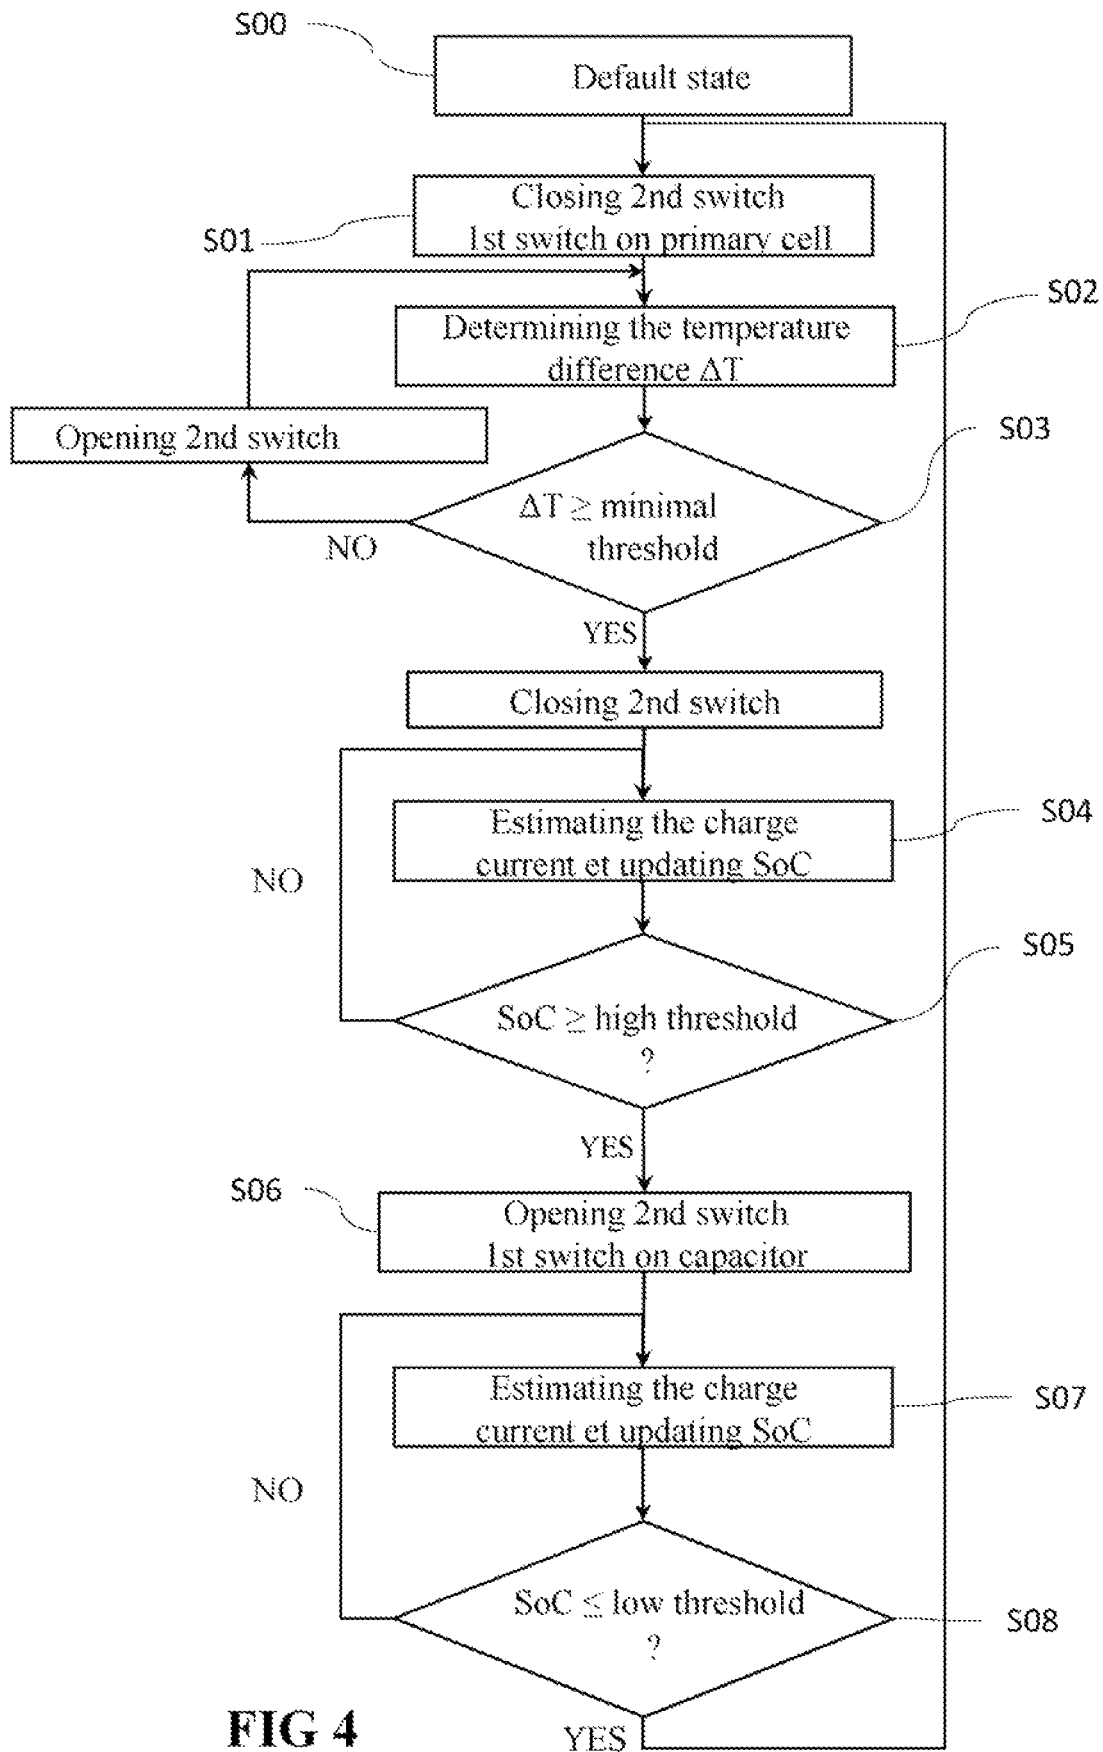 S00
Default state
Closing 2nd switch
1st switch on primary cell
S01
S02
Determining the temperature
difference ΔT
Opening 2nd switch
S03
ΔT ≥ minimal
threshold
NO
YES
Closing 2nd switch
S04
Estimating the charge
current et updating SoC
NO
S05
SoC ≥ high threshold
?
YES
S06
Opening 2nd switch
1st switch on capacitor
S07
Estimating the charge
current et updating SoC
NO
SoC ≤ low threshold
?
S08
FIG 4
YES